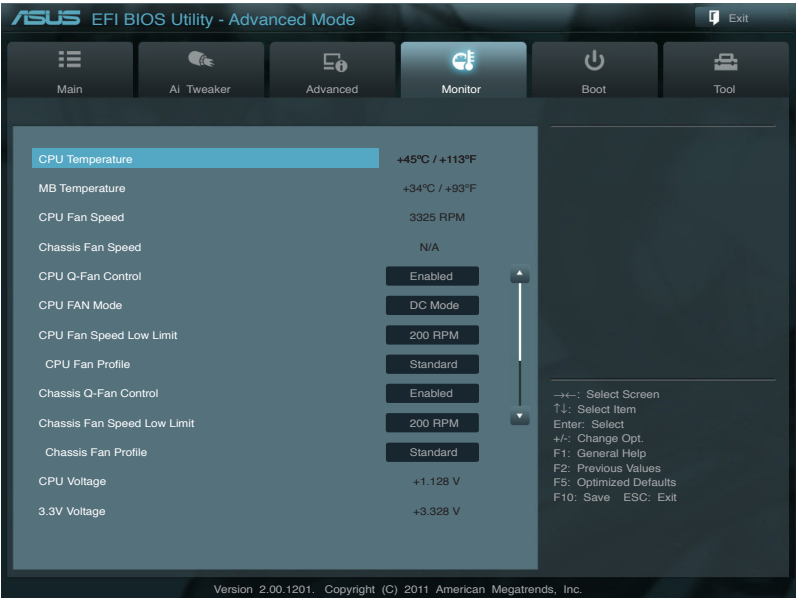 ASUS EFI BIOS Utility - Advanced Mode
Exit
Main Ai Tweaker Advanced Monitor Boot Tool
CPU Temperature +45ºC / +113ºF
MB Temperature +34ºC / +93ºF
CPU Fan Speed 3325 RPM
Chassis Fan Speed N/A
CPU Q-Fan Control Enabled
CPU FAN Mode DC Mode
CPU Fan Speed Low Limit 200 RPM
CPU Fan Profile Standard
Chassis Q-Fan Control Enabled
Chassis Fan Speed Low Limit 200 RPM
Chassis Fan Profile Standard
CPU Voltage +1.128 V
3.3V Voltage +3.328 V
→←: Select Screen
↑↓: Select Item
Enter: Select
+/-: Change Opt.
F1: General Help
F2: Previous Values
F5: Optimized Defaults
F10: Save ESC: Exit
Version 2.00.1201. Copyright (C) 2011 American Megatrends, Inc.